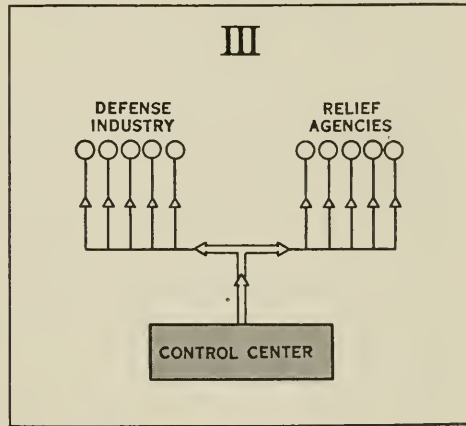 III
DEFENSE
INDUSTRY
RELIEF
AGENCIES
CONTROL CENTER